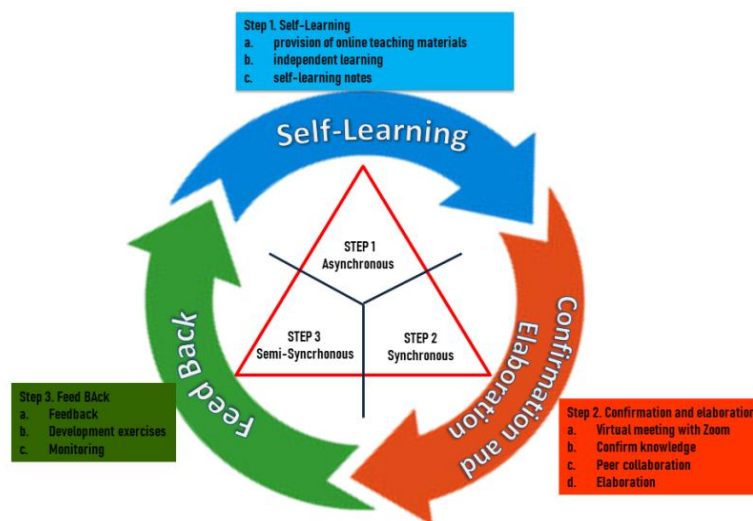 Step 1. Self-Learning
a. provision of online teaching materials
b. independent learning
c. self-learning notes
Self-Learning
STEP 1
Asynchronous
STEP 3
Semi-Syncrhonous
STEP 2
Synchronous
Confirmation and
Elaboration
Feed Back
Step 3. Feed BAck
a. Feedback
b. Development exercises
c. Monitoring
Step 2. Confirmation and elaboration
a. Virtual meeting with Zoom
b. Confirm knowledge
c. Peer collaboration
d. Elaboration